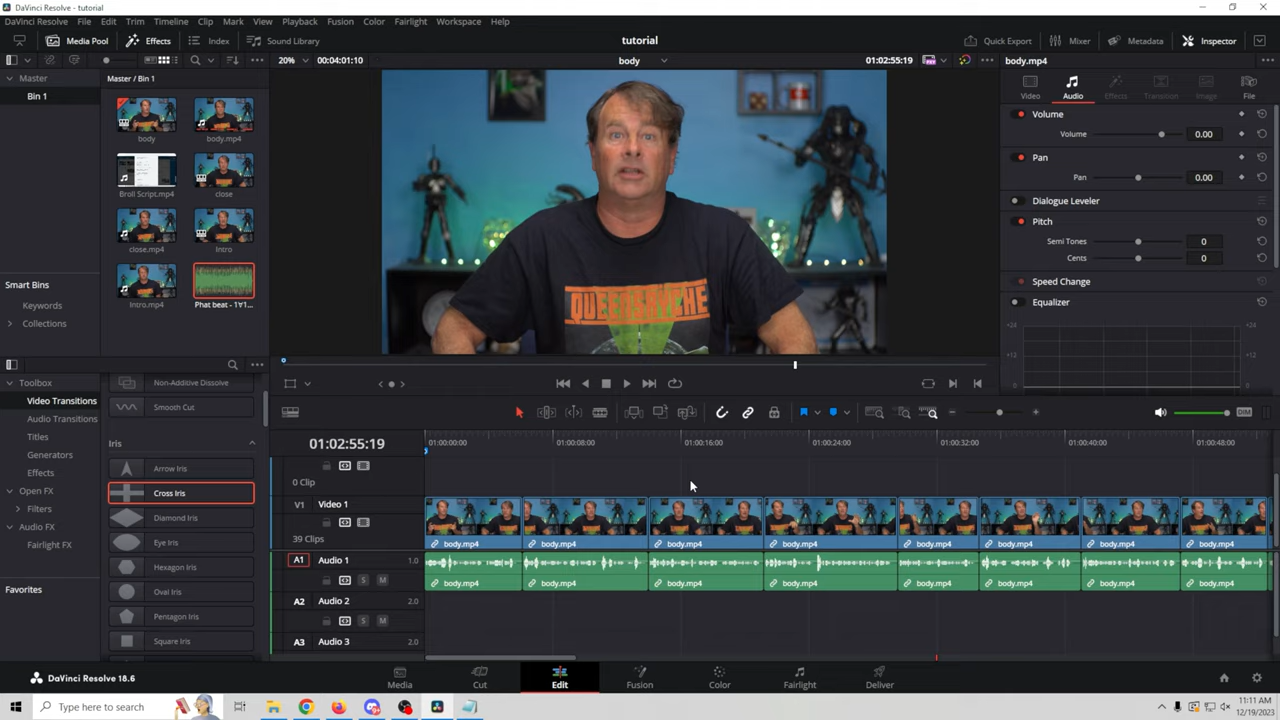 DaVinci Resolve - tutorial
DaVinci Resolve File Edit Trim Timeline Clip Mark View Playback Fusion Color Fairlight Workspace Help
Media Pool Effects Index Sound Library tutorial Quick Export Mixer Metadata Inspector
Master Master / Bin 1 20% 00:04:01:10 body 01:02:55:19 body.mp4
Bin 1
Video Audio Effects Transition Image File
body body.mp4
Volume
Volume 0.00
Pan
Pan 0.00
Broll Script.mp4 close
Dialogue Leveler
Pitch
Semi Tones 0
close.mp4 Intro
Cents 0
Speed Change
Smart Bins
Keywords Intro.mp4 Phat beat - 1∀1...
Equalizer
Collections
QUEENSRYCHE
+24 +24
+12 +12
0 0
Toolbox Non-Additive Dissolve
Video Transitions Smooth Cut
Audio Transitions
DIM
Titles
Generators Iris
Effects Arrow Iris
Open FX Cross Iris
Filters Diamond Iris
Audio FX Eye Iris
Fairlight FX Hexagon Iris
Favorites Oval Iris
Pentagon Iris
Square Iris
01:02:55:19 01:00:00:00 01:00:08:00 01:00:16:00 01:00:24:00 01:00:32:00 01:00:40:00 01:00:48:00
0 Clip
V1 Video 1
39 Clips body.mp4 body.mp4 body.mp4 body.mp4 body.mp4 body.mp4 body.mp4 body.mp4
A1 Audio 1 1.0
S M body.mp4 body.mp4 body.mp4 body.mp4 body.mp4 body.mp4 body.mp4 body.mp4
A2 Audio 2 2.0
S M
A3 Audio 3 2.0
DaVinci Resolve 18.6 Media Cut Edit Fusion Color Fairlight Deliver
Type here to search
11:11 AM
12/19/2023